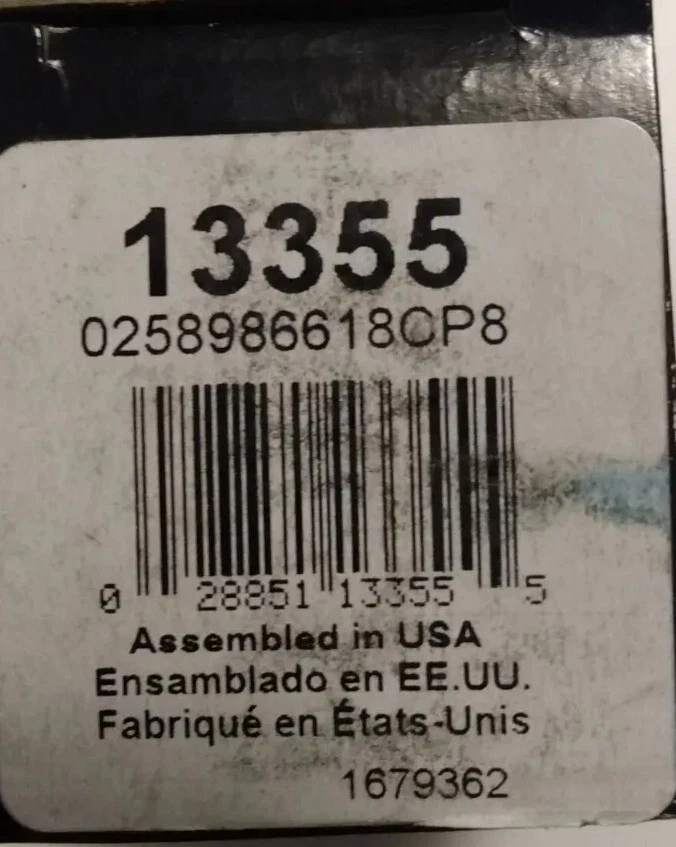 13355
0258986618CP8
0 28851 13355 5
Assembled in USA
Ensamblado en EE.UU.
Fabriqué en États-Unis
1679362